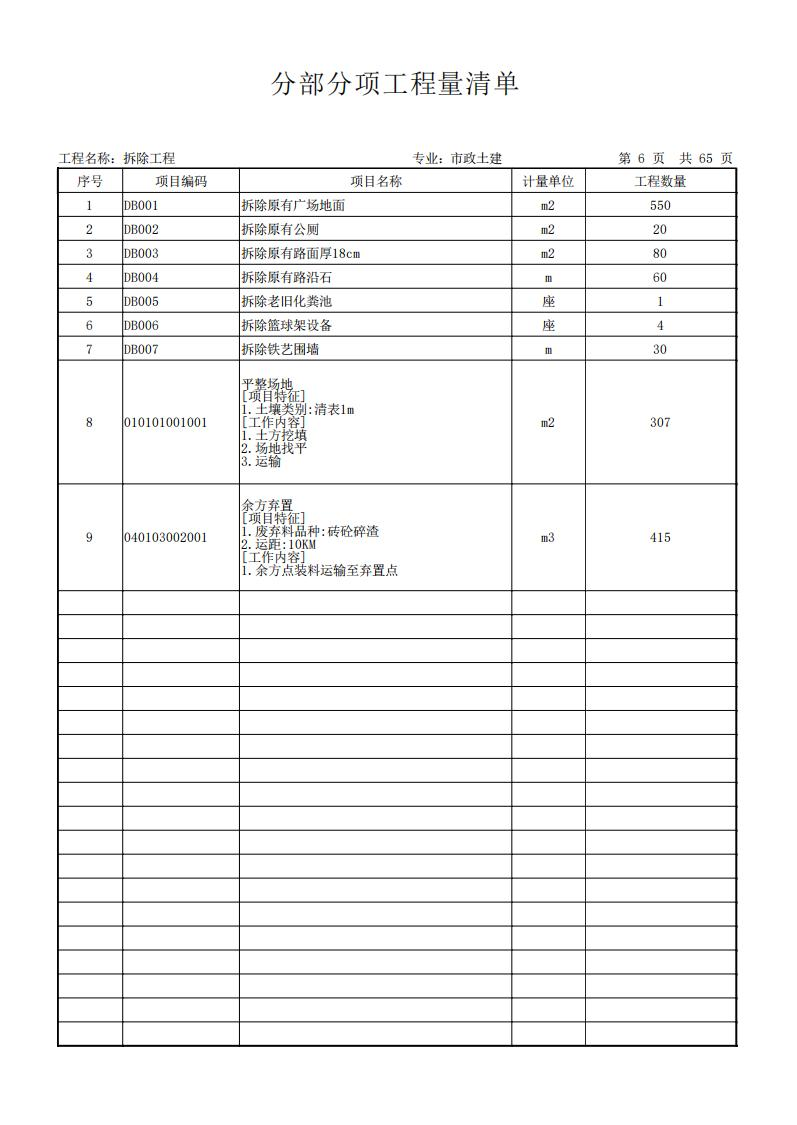 分部分项工程量清单
工程名称：拆除工程 专业：市政土建 第 6 页 共 65 页
序号 项目编码 项目名称 计量单位 工程数量
1 DB001 拆除原有广场地面 m2 550
2 DB002 拆除原有公厕 m2 20
3 DB003 拆除原有路面厚18cm m2 80
4 DB004 拆除原有路沿石 m 60
5 DB005 拆除老旧化粪池 座 1
6 DB006 拆除篮球架设备 座 4
7 DB007 拆除铁艺围墙 m 30
平整场地
[项目特征]
1.土壤类别:清表1m
8 010101001001 [工作内容] m2 307
1.土方挖填
2.场地找平
3.运输
余方弃置
[项目特征]
1.废弃料品种:砖砼碎渣
9 040103002001 2.运距:10KM m3 415
[工作内容]
1.余方点装料运输至弃置点